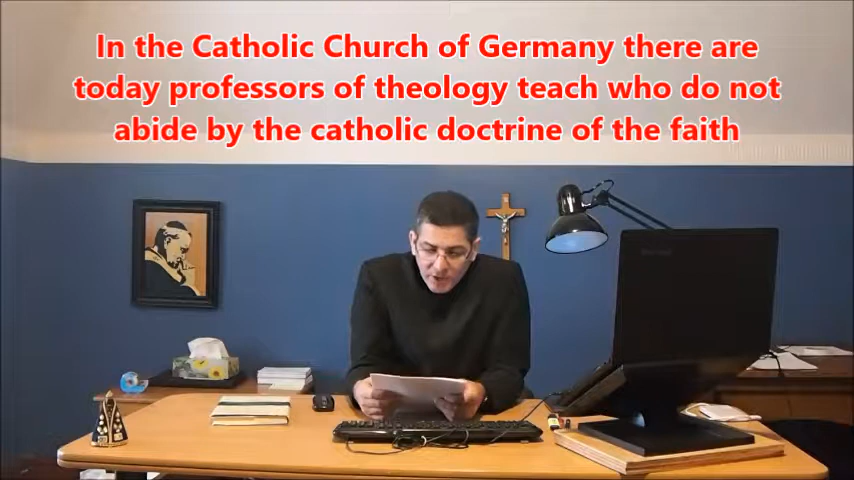 In the Catholic Church of Germany there are
today professors of theology teach who do not
abide by the catholic doctrine of the faith